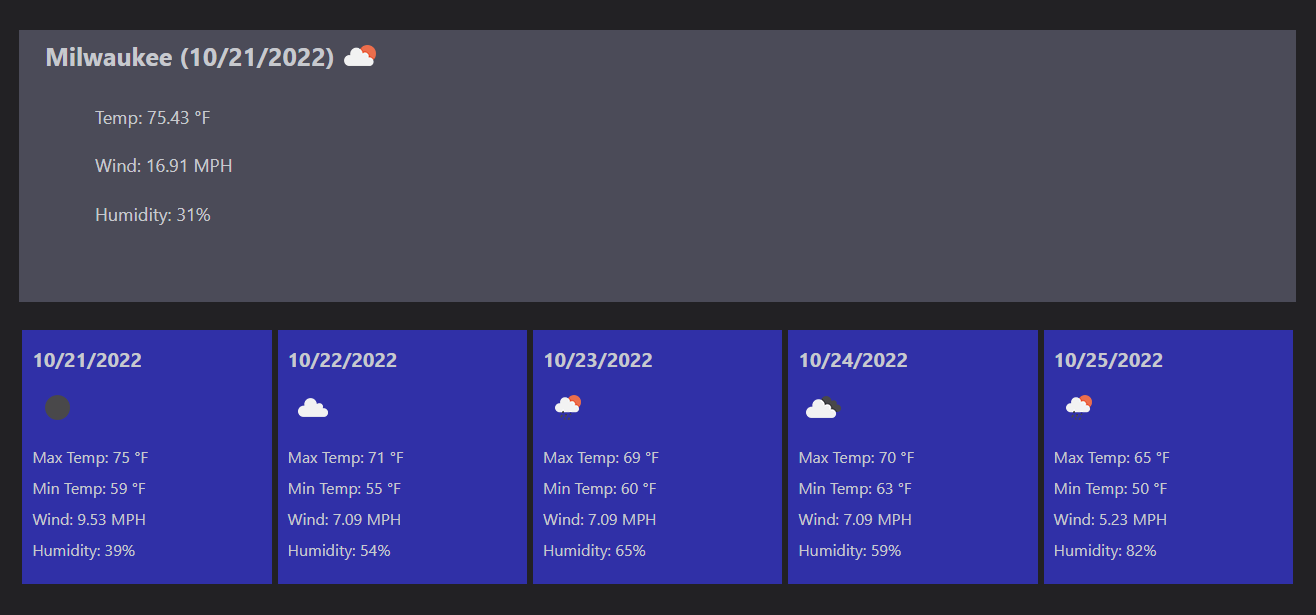 Milwaukee (10/21/2022)
Temp: 75.43 °F
Wind: 16.91 MPH
Humidity: 31%
10/21/2022
Max Temp: 75 °F
Min Temp: 59 °F
Wind: 9.53 MPH
Humidity: 39%
10/22/2022
Max Temp: 71 °F
Min Temp: 55 °F
Wind: 7.09 MPH
Humidity: 54%
10/23/2022
Max Temp: 69 °F
Min Temp: 60 °F
Wind: 7.09 MPH
Humidity: 65%
10/24/2022
Max Temp: 70 °F
Min Temp: 63 °F
Wind: 7.09 MPH
Humidity: 59%
10/25/2022
Max Temp: 65 °F
Min Temp: 50 °F
Wind: 5.23 MPH
Humidity: 82%